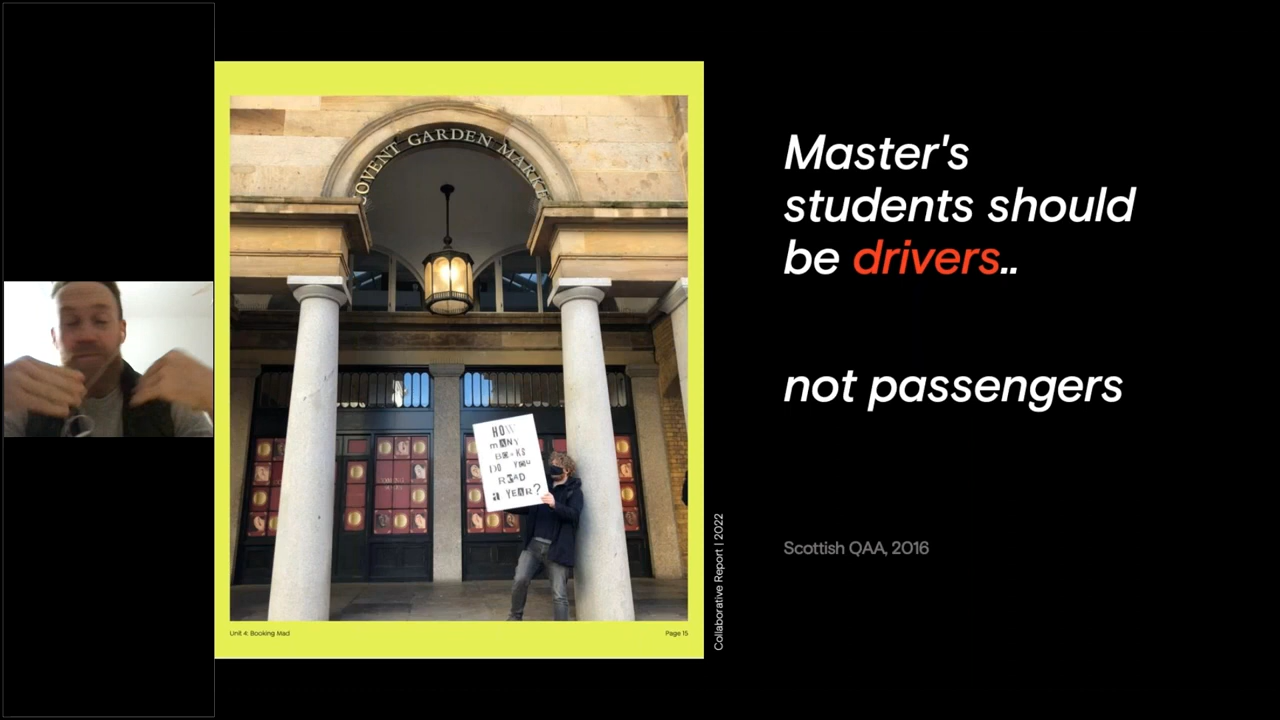 COVENT GARDEN MARKE
HOW
mANY
BOOKS
DO YOU
READ
a YEAR?
Unit 4: Booking Mad
Page 15
Collaborative Report | 2022
Master's
students should
be drivers..
not passengers
Scottish QAA, 2016